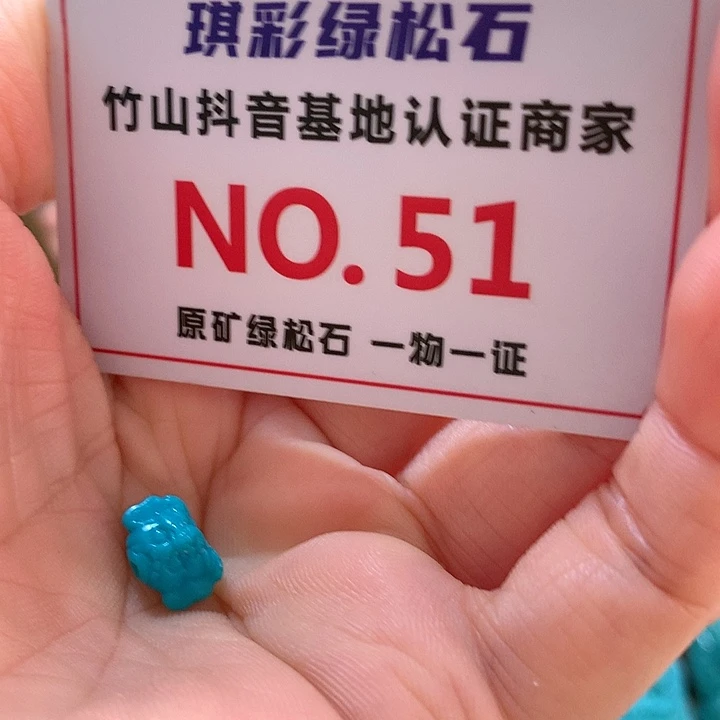 琪彩绿松石
竹山抖音基地认证商家
NO.51
原矿绿松石 一物一证